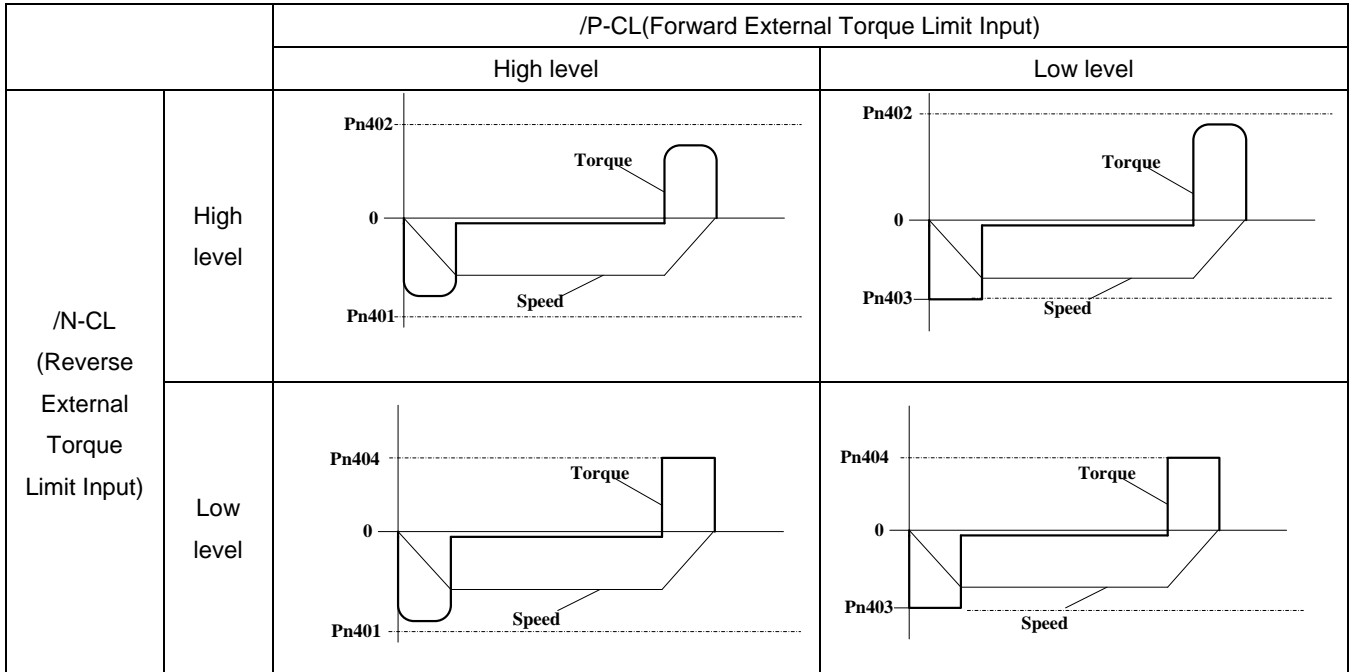 /P-CL(Forward External Torque Limit Input)
High level
Low level
/N-CL
(Reverse
External
Torque
Limit Input)
High
level
Pn402
Torque
0
Speed
Pn401
Pn402
Torque
0
Pn403
Speed
Low
level
Pn404
Torque
0
Speed
Pn401
Pn404
Torque
0
Pn403
Speed